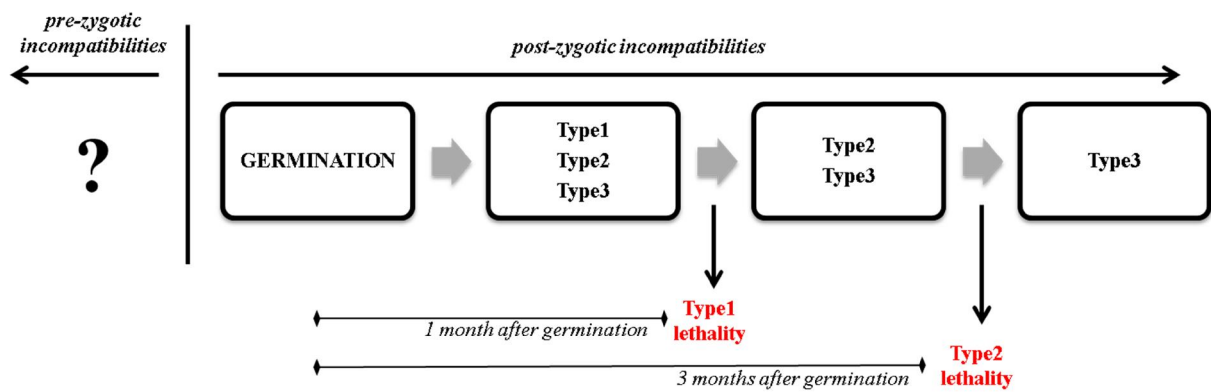 pre-zygotic
incompatibilities
post-zygotic incompatibilities
?
GERMINATION
Type1
Type2
Type3
Type2
Type3
Type3
Type1
lethality
1 month after germination
Type2
lethality
3 months after germination